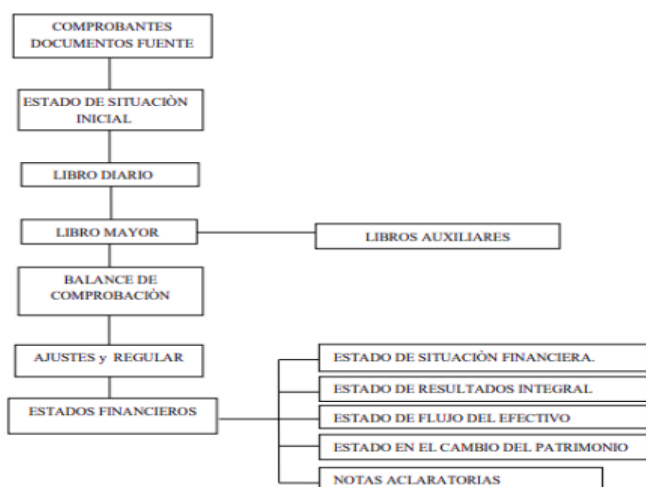 COMPROBANTES
DOCUMENTOS FUENTE
ESTADO DE SITUACIÒN
INICIAL
LIBRO DIARIO
LIBRO MAYOR
LIBROS AUXILIARES
BALANCE DE
COMPROBACIÒN
AJUSTES y REGULAR
ESTADOS FINANCIEROS
ESTADO DE SITUACIÒN FINANCIERA.
ESTADO DE RESULTADOS INTEGRAL
ESTADO DE FLUJO DEL EFECTIVO
ESTADO EN EL CAMBIO DEL PATRIMONIO
NOTAS ACLARATORIAS